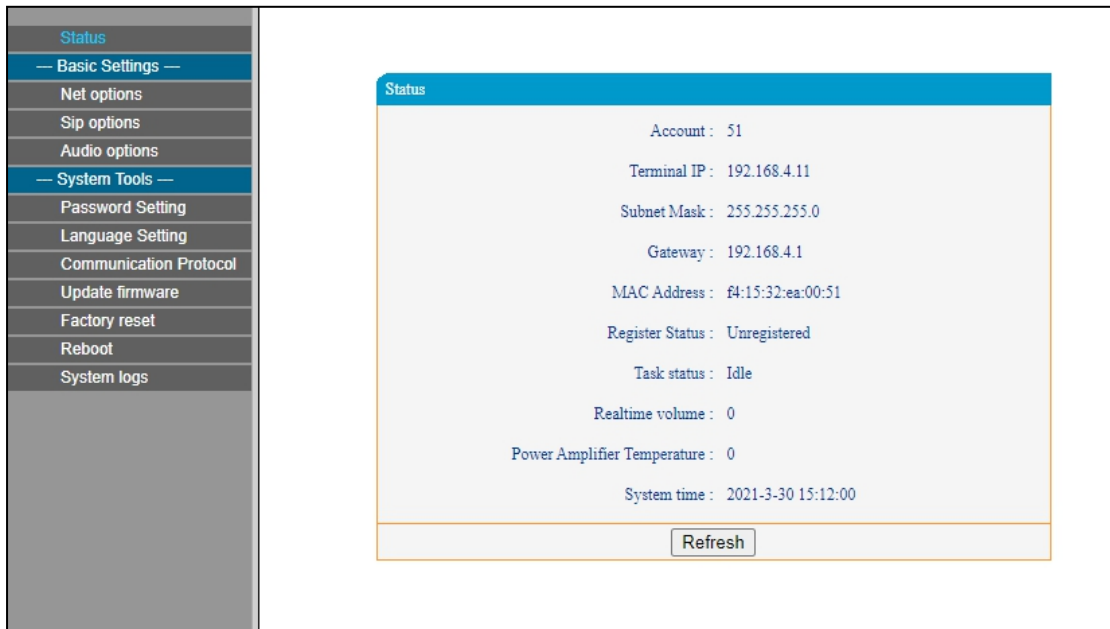 Status
--- Basic Settings ---
Net options
Sip options
Audio options
--- System Tools ---
Password Setting
Language Setting
Communication Protocol
Update firmware
Factory reset
Reboot
System logs
Status
Account : 51
Terminal IP : 192.168.4.11
Subnet Mask : 255.255.255.0
Gateway : 192.168.4.1
MAC Address : f4:15:32:ea:00:51
Register Status : Unregistered
Task status : Idle
Realtime volume : 0
Power Amplifier Temperature : 0
System time : 2021-3-30 15:12:00
Refresh